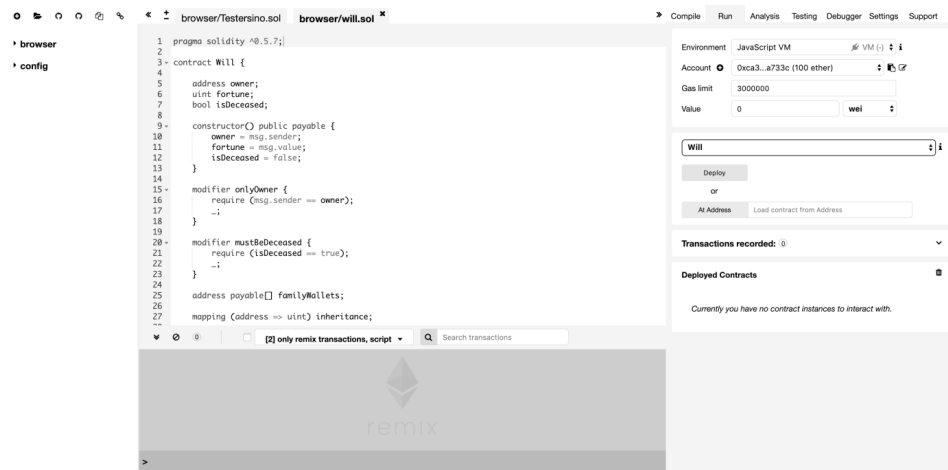 browser/Testersino.sol
browser/will.sol
Compile Run Analysis Testing Debugger Settings Support
browser
config
1 pragma solidity ^0.5.7;
2
3 contract Will {
4
5 address owner;
6 uint fortune;
7 bool isDeceased;
8
9 constructor() public payable {
10 owner = msg.sender;
11 fortune = msg.value;
12 isDeceased = false;
13 }
14
15 modifier onlyOwner {
16 require (msg.sender == owner);
17 _;
18 }
19
20 modifier mustBeDeceased {
21 require (isDeceased == true);
22 _;
23 }
24
25 address payable[] familyWallets;
26
27 mapping (address => uint) inheritance;
0
[2] only remix transactions, script
Search transactions
remix
>
Environment JavaScript VM VM (-) i
Account 0xca3...a733c (100 ether)
Gas limit 3000000
Value 0 wei
Will i
Deploy
or
At Address Load contract from Address
Transactions recorded: 0
Deployed Contracts
Currently you have no contract instances to interact with.